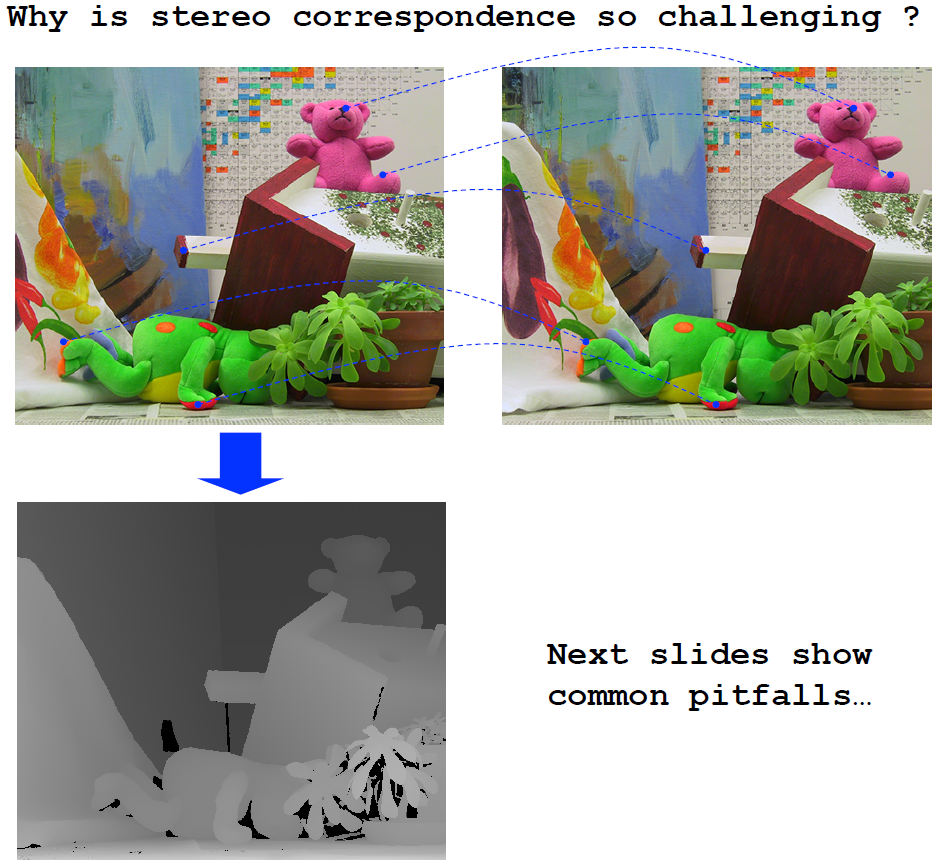 Why is stereo correspondence so challenging ?
Next slides show
common pitfalls…